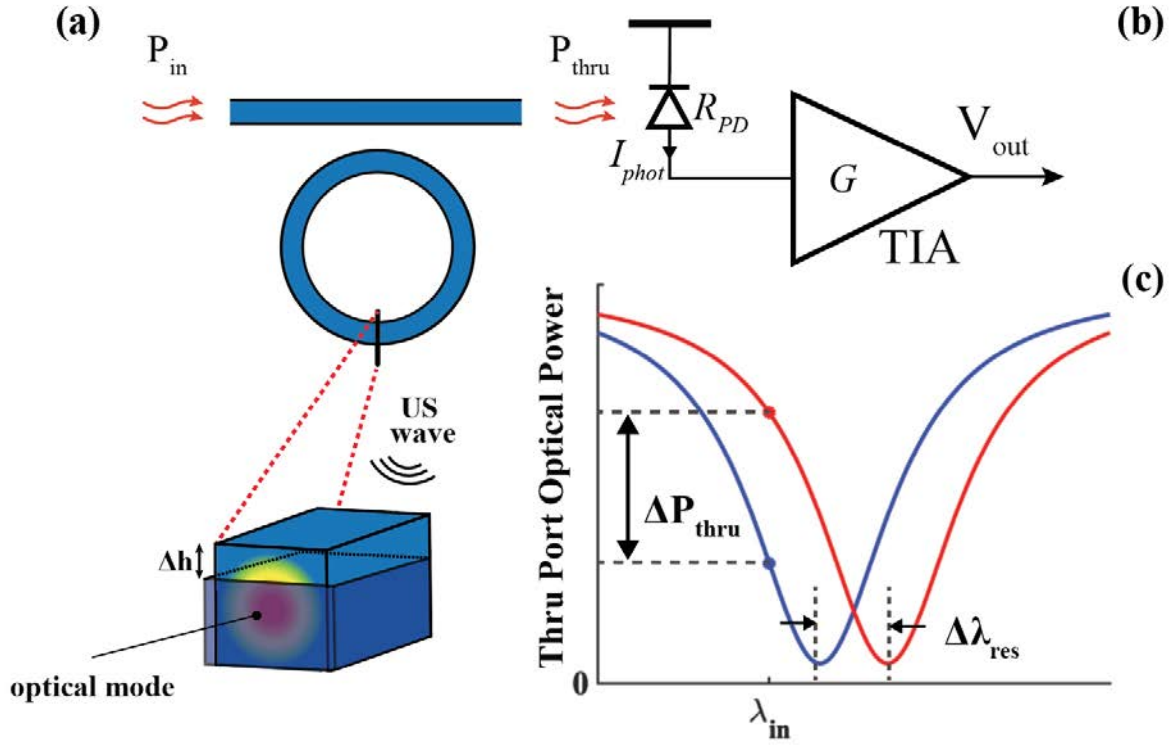 (a)
P_in
P_thru
(b)
R_PD
I_phot
G
V_out
TIA
US
wave
Δh
optical mode
(c)
Thru Port Optical Power
ΔP_thru
Δλ_res
0
λ_in